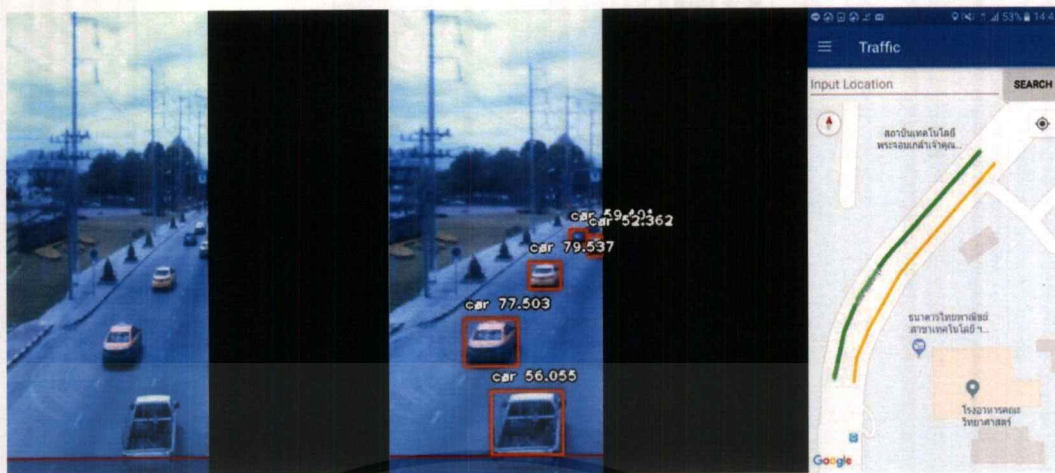 car 52.362
car 79.537
car 77.503
car 56.055
53% 14:4
Traffic
Input Location
SEARCH
สถาบันเทคโนโลยี
พระจอมเกล้าเจ้าคุณ...
ธนาคารไทยพาณิชย์
สาขาเทคโนโลยี ฯ...
โรงอาหารคณะ
วิทยาศาสตร์
Google